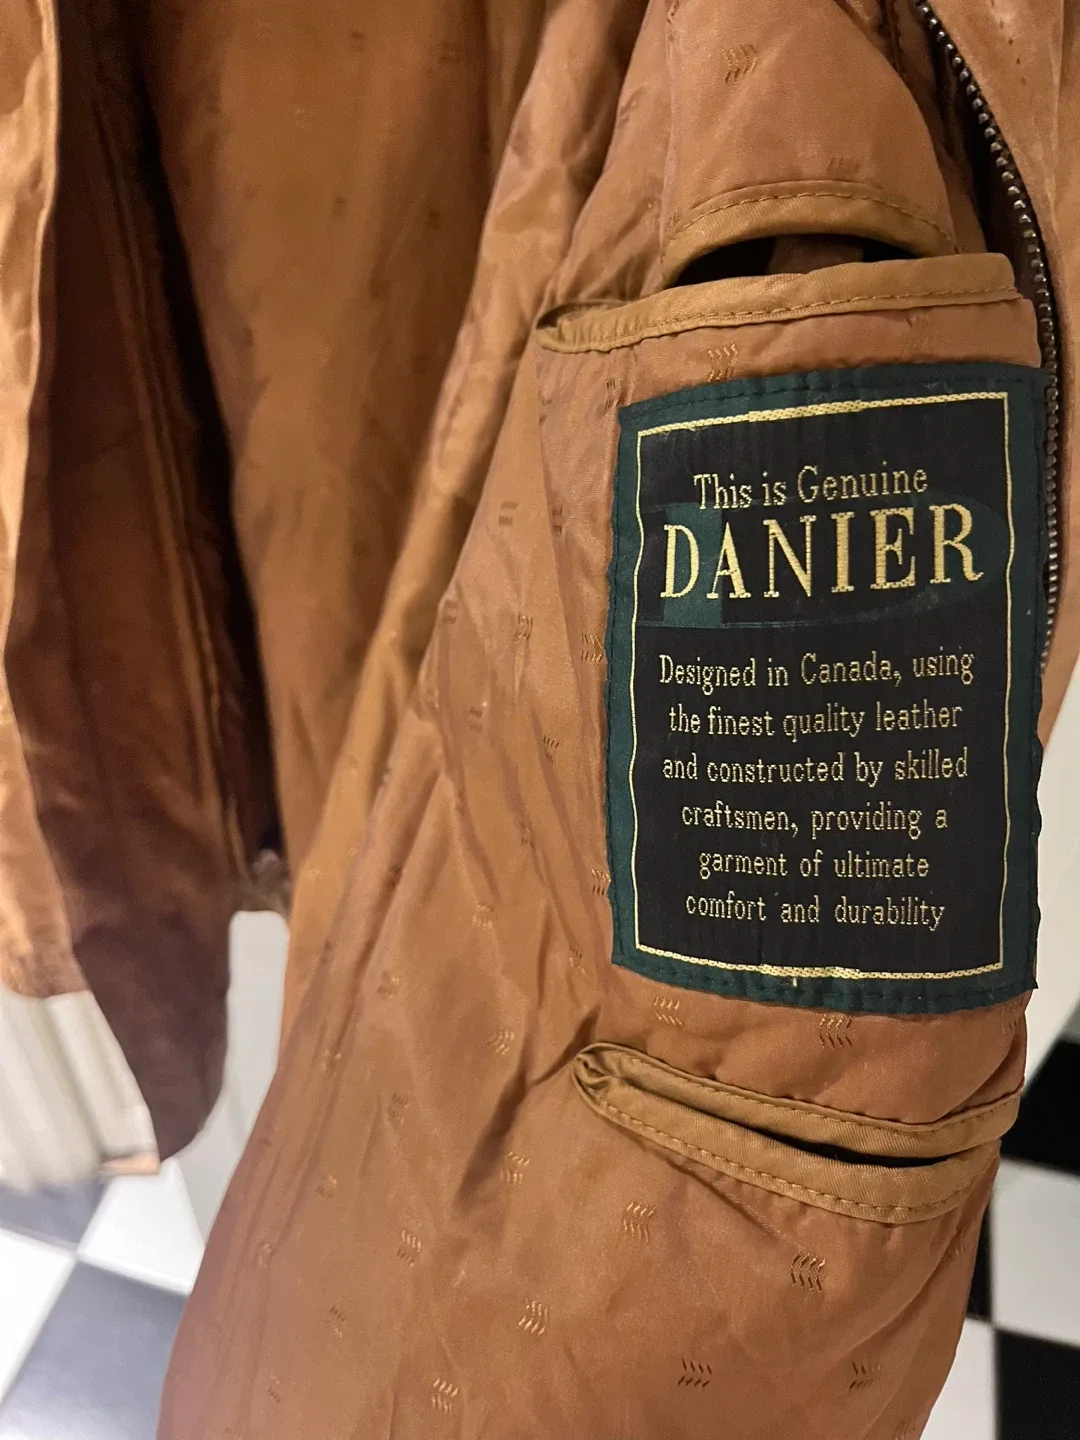 This is Genuine
DANIER
Designed in Canada, using
the finest quality leather
and constructed by skilled
craftsmen, providing a
garment of ultimate
comfort and durability